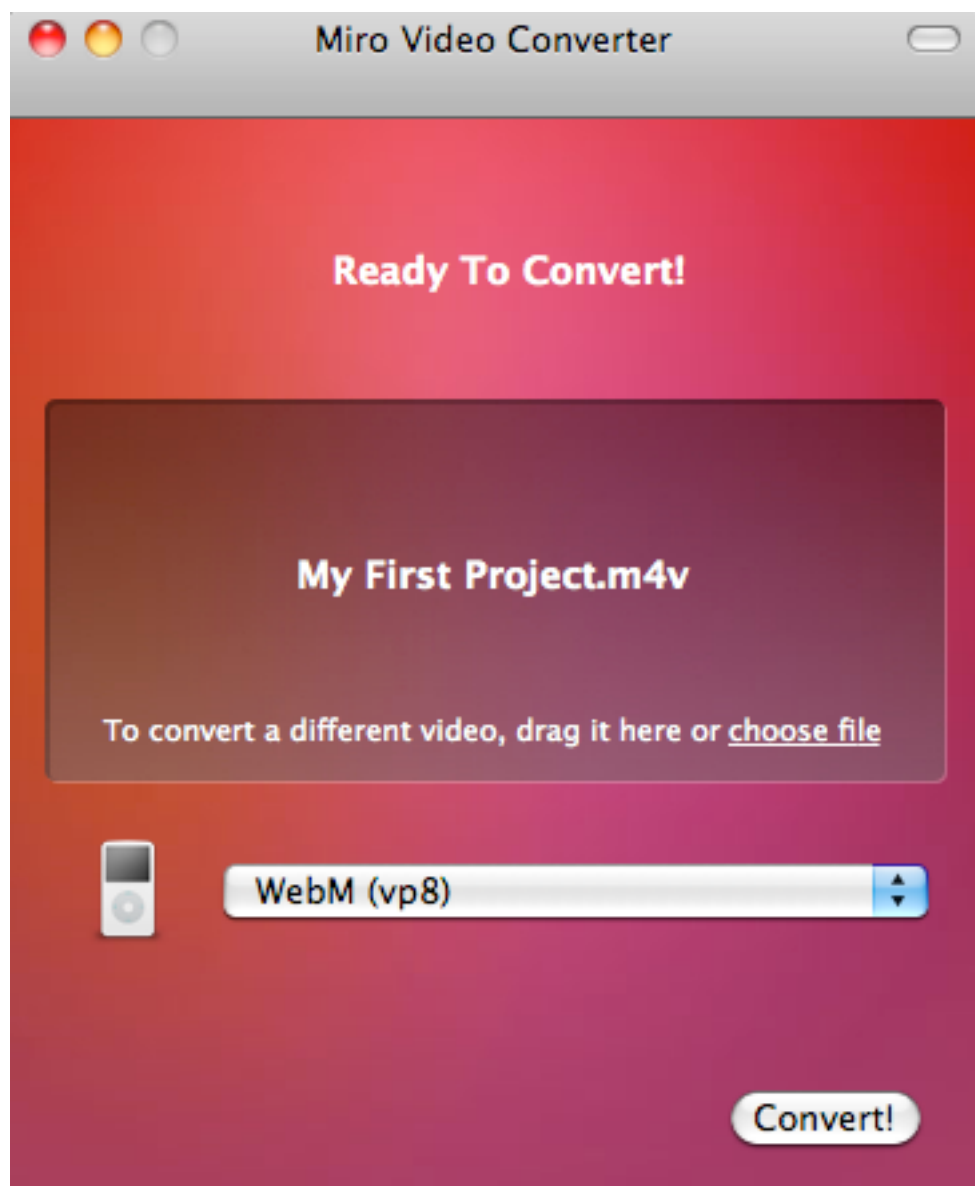 Miro Video Converter
Ready To Convert!
My First Project.m4v
To convert a different video, drag it here or choose file
WebM (vp8)
Convert!